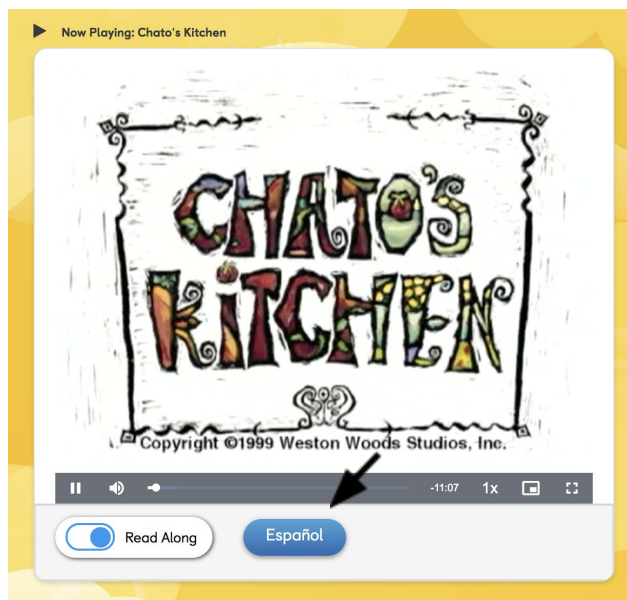 Now Playing: Chato's Kitchen
CHATO'S
KiTCHEN
Copyright ©1999 Weston Woods Studios, Inc.
-11:07 1x
Read Along Español